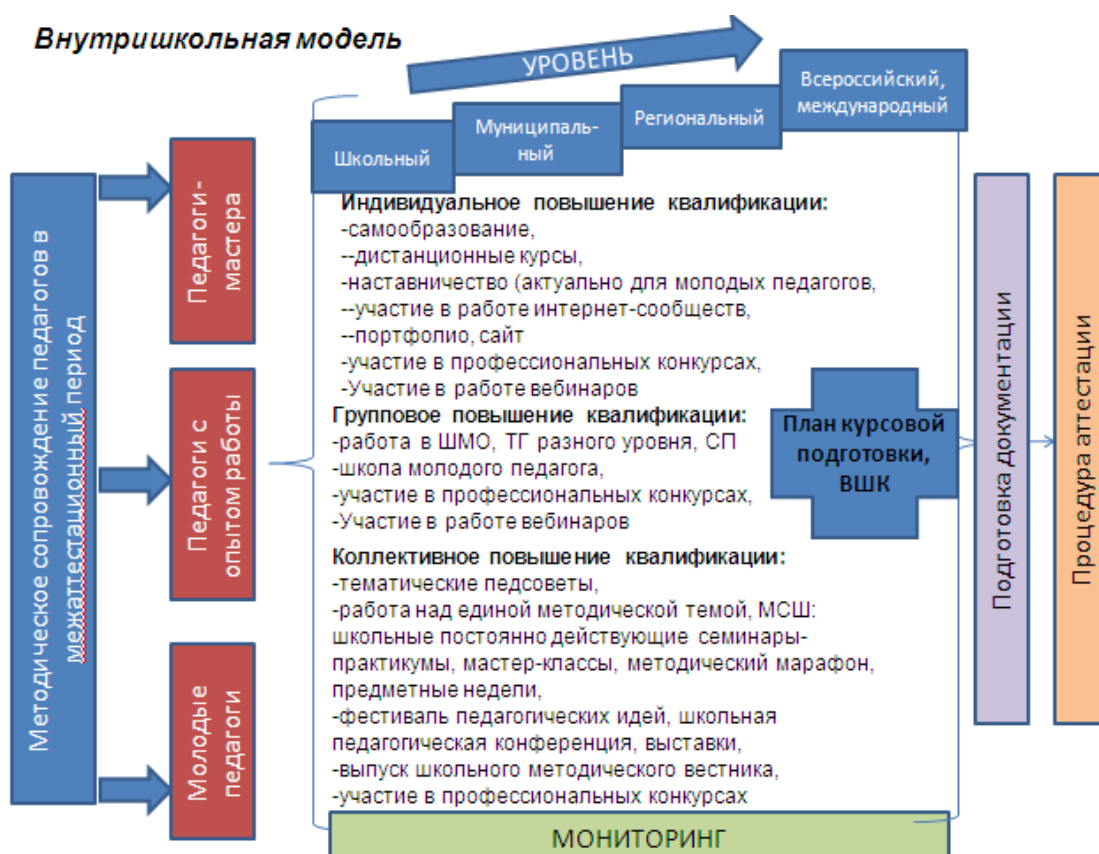 Внутришкольная модель
УРОВЕНЬ
Школьный
Муниципаль-
ный
Региональный
Всероссийский,
международный
Методическое сопровождение педагогов в
межаттестационный период
Педагоги-
мастера
Педагоги с
опытом работы
Молодые
педагоги
Индивидуальное повышение квалификации:
-самообразование,
--дистанционные курсы,
-наставничество (актуально для молодых педагогов,
--участие в работе интернет-сообществ,
--портфолио, сайт
-участие в профессиональных конкурсах,
-Участие в работе вебинаров
Групповое повышение квалификации:
-работа в ШМО, ТГ разного уровня, СП
-школа молодого педагога,
-участие в профессиональных конкурсах,
-Участие в работе вебинаров
Коллективное повышение квалификации:
-тематические педсоветы,
-работа над единой методической темой, МСШ:
школьные постоянно действующие семинары-
практикумы, мастер-классы, методический марафон,
предметные недели,
-фестиваль педагогических идей, школьная
педагогическая конференция, выставки,
-выпуск школьного методического вестника,
-участие в профессиональных конкурсах
План курсовой
подготовки,
ВШК
Подготовка документации
Процедура аттестации
МОНИТОРИНГ